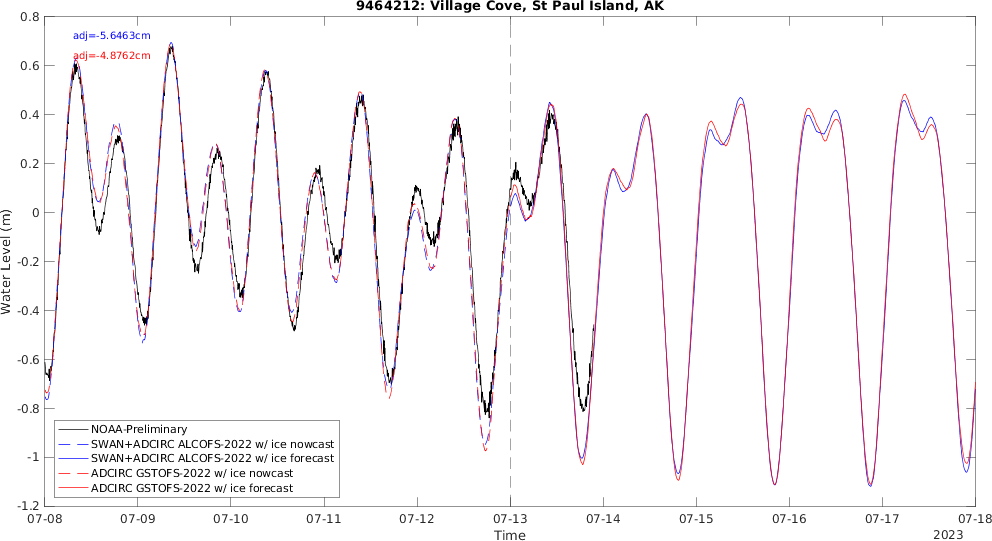 9464212: Village Cove, St Paul Island, AK
adj=-5.6463cm
adj=-4.8762cm
Water Level (m)
0.8
0.6
0.4
0.2
0
-0.2
-0.4
-0.6
-0.8
-1
-1.2
NOAA-Preliminary
SWAN+ADCIRC ALCOFS-2022 w/ ice nowcast
SWAN+ADCIRC ALCOFS-2022 w/ ice forecast
ADCIRC GSTOFS-2022 w/ ice nowcast
ADCIRC GSTOFS-2022 w/ ice forecast
07-08 07-09 07-10 07-11 07-12 07-13 07-14 07-15 07-16 07-17 07-18
Time
2023